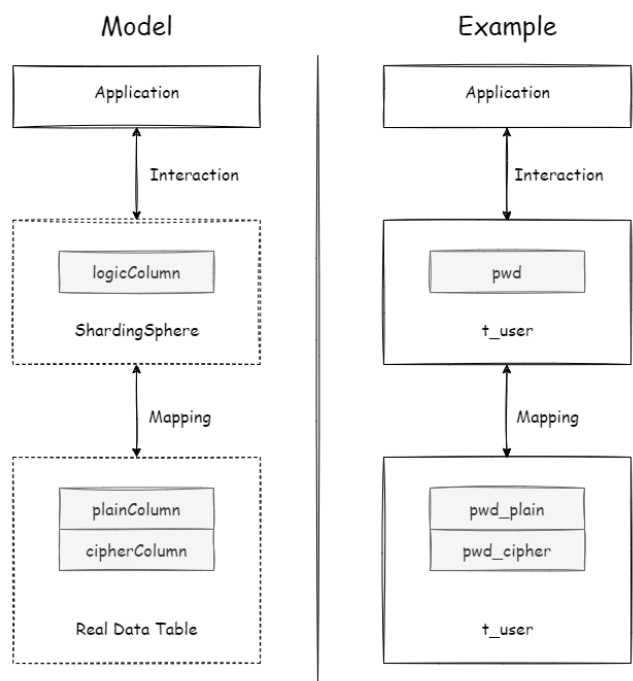 Model
Application
Interaction
logicColumn
ShardingSphere
Mapping
plainColumn
cipherColumn
Real Data Table
Example
Application
Interaction
pwd
t_user
Mapping
pwd_plain
pwd_cipher
t_user